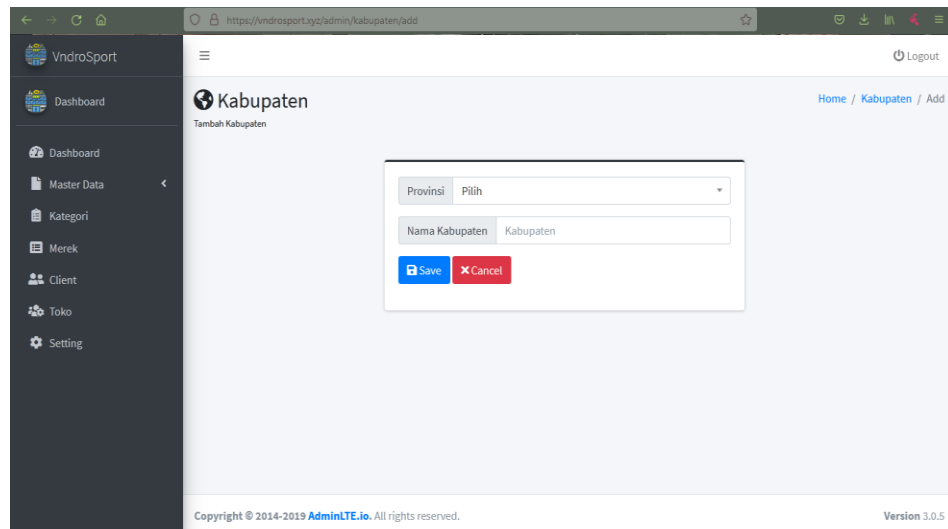 https://vndrosport.xyz/admin/kabupaten/add
VndroSport
Logout
Dashboard
Kabupaten
Home / Kabupaten / Add
Tambah Kabupaten
Dashboard
Master Data
Kategori
Merek
Client
Toko
Setting
Provinsi Pilih
Nama Kabupaten Kabupaten
Save Cancel
Copyright © 2014-2019 AdminLTE.io. All rights reserved.
Version 3.0.5